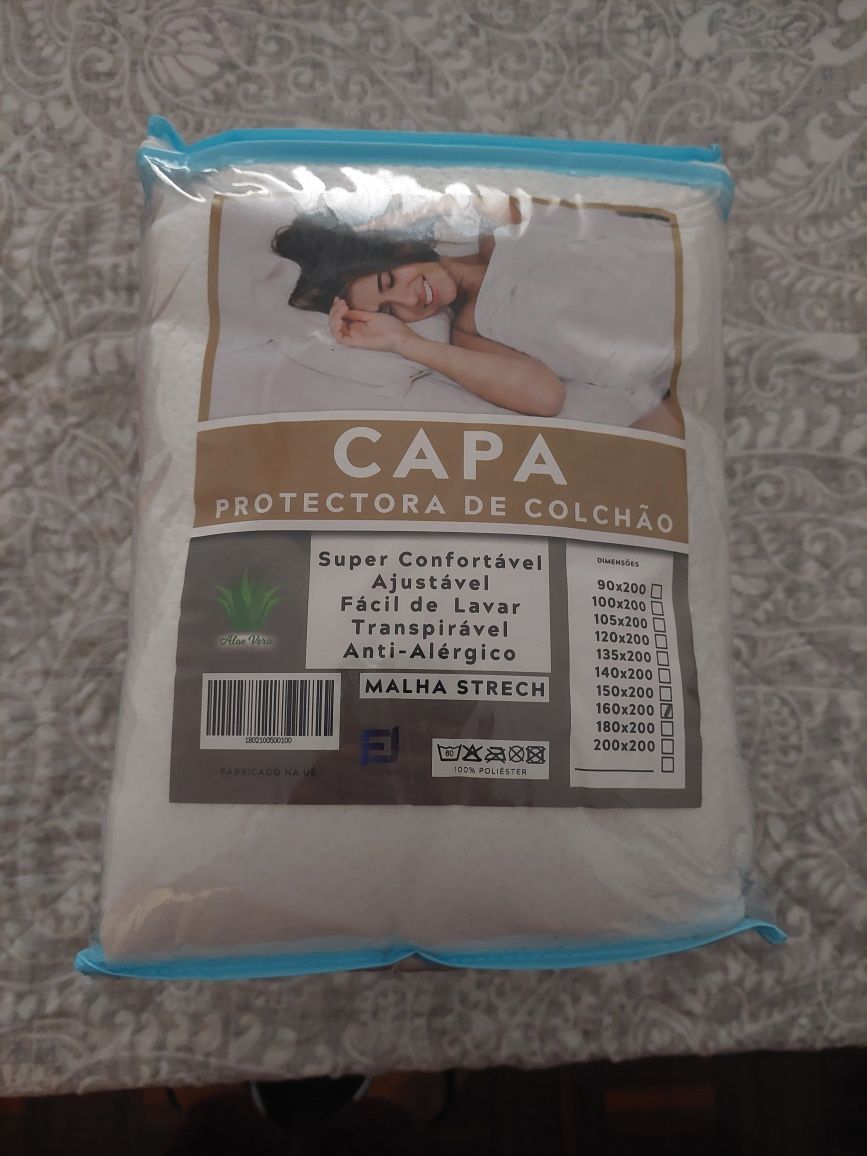 CAPA
PROTECTORA DE COLCHÃO
Super Confortável
Ajustável
Fácil de Lavar
Transpirável
Anti-Alérgico
MALHA STRECH
Aloe Vera
1802100500100
FABRICADO NA UE
60
100% POLIÉSTER
DIMENSÕES
90x200
100x200
105x200
120x200
135x200
140x200
150x200
160x200
180x200
200x200